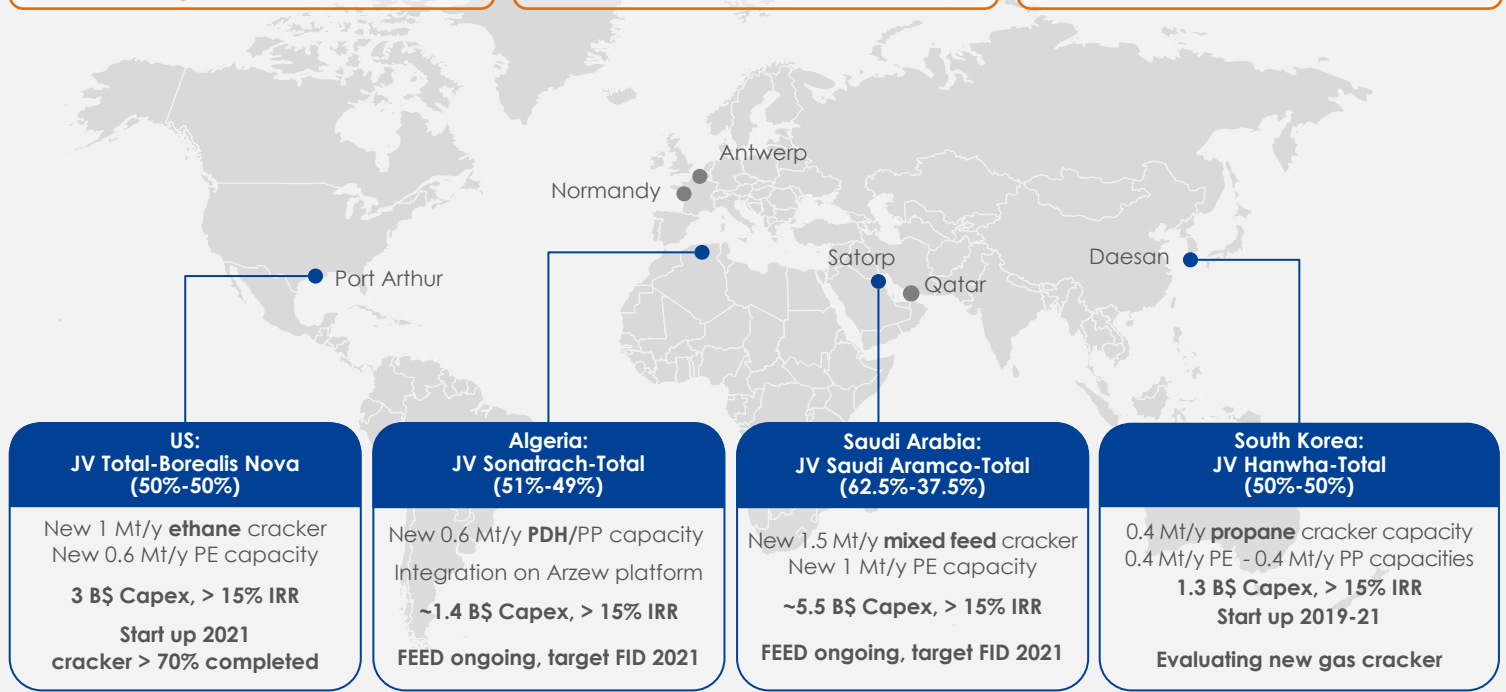 Antwerp
Normandy
Port Arthur
Satorp
Qatar
Daesan
US:
JV Total-Borealis Nova
(50%-50%)
New 1 Mt/y ethane cracker
New 0.6 Mt/y PE capacity
3 B$ Capex, > 15% IRR
Start up 2021
cracker > 70% completed
Algeria:
JV Sonatrach-Total
(51%-49%)
New 0.6 Mt/y PDH/PP capacity
Integration on Arzew platform
~1.4 B$ Capex, > 15% IRR
FEED ongoing, target FID 2021
Saudi Arabia:
JV Saudi Aramco-Total
(62.5%-37.5%)
New 1.5 Mt/y mixed feed cracker
New 1 Mt/y PE capacity
~5.5 B$ Capex, > 15% IRR
FEED ongoing, target FID 2021
South Korea:
JV Hanwha-Total
(50%-50%)
0.4 Mt/y propane cracker capacity
0.4 Mt/y PE - 0.4 Mt/y PP capacities
1.3 B$ Capex, > 15% IRR
Start up 2019-21
Evaluating new gas cracker